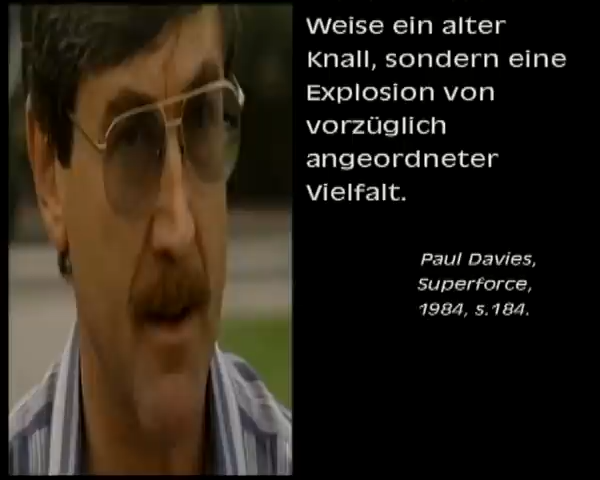 Weise ein alter
Knall, sondern eine
Explosion von
vorzüglich
angeordneter
Vielfalt.
Paul Davies,
Superforce,
1984, s.184.